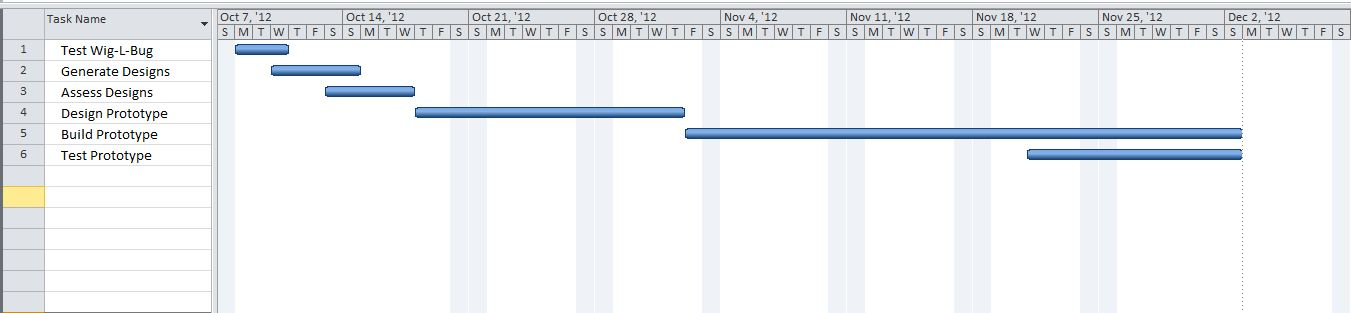 Task Name Oct 7, '12 Oct 14, '12 Oct 21, '12 Oct 28, '12 Nov 4, '12 Nov 11, '12 Nov 18, '12 Nov 25, '12 Dec 2, '12
S M T W T F S S M T W T F S S M T W T F S S M T W T F S S M T W T F S S M T W T F S S M T W T F S S M T W T F S S M T W T F S
1 Test Wig-L-Bug
2 Generate Designs
3 Assess Designs
4 Design Prototype
5 Build Prototype
6 Test Prototype